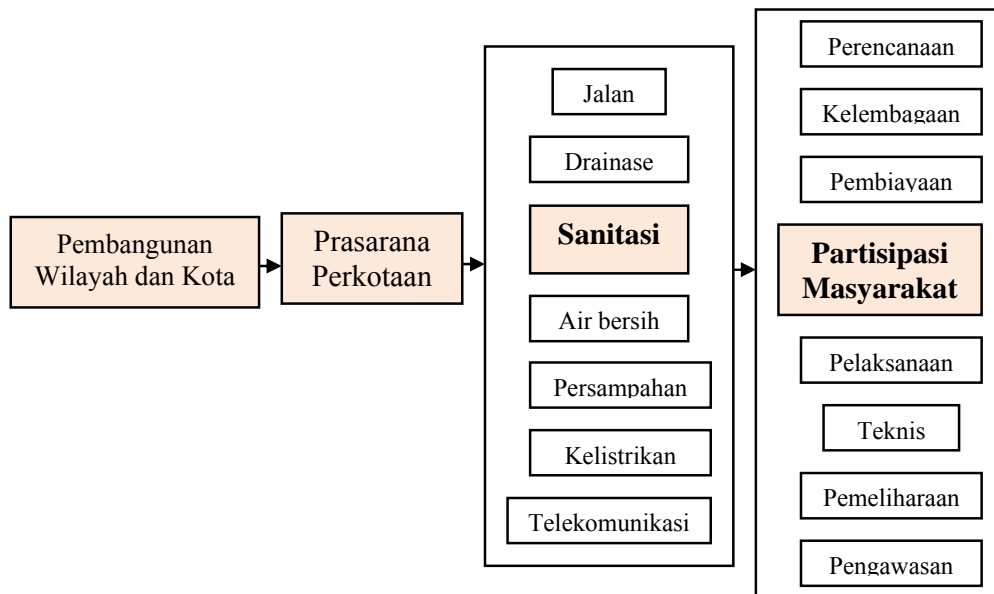 Pembangunan
Wilayah dan Kota
Prasarana
Perkotaan
Jalan
Drainase
Sanitasi
Air bersih
Persampahan
Kelistrikan
Telekomunikasi
Perencanaan
Kelembagaan
Pembiayaan
Partisipasi
Masyarakat
Pelaksanaan
Teknis
Pemeliharaan
Pengawasan